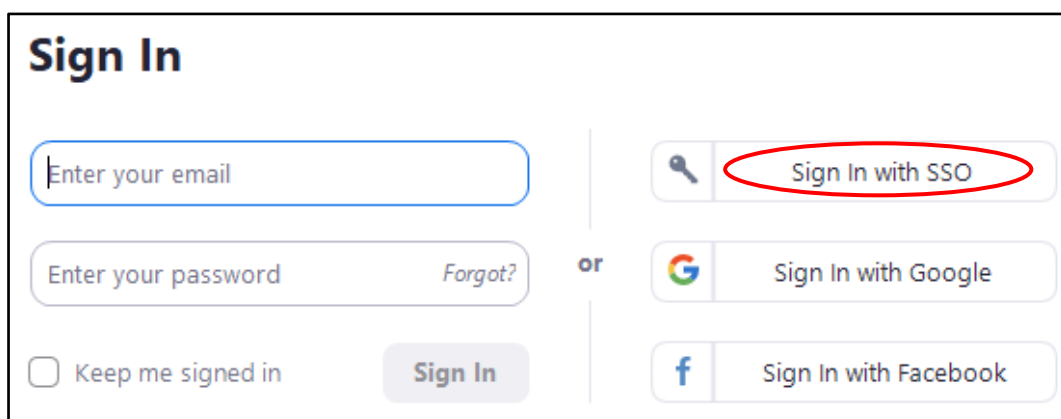 Sign In
Enter your email
Enter your password
Forgot?
Keep me signed in
Sign In
or
Sign In with SSO
Sign In with Google
Sign In with Facebook